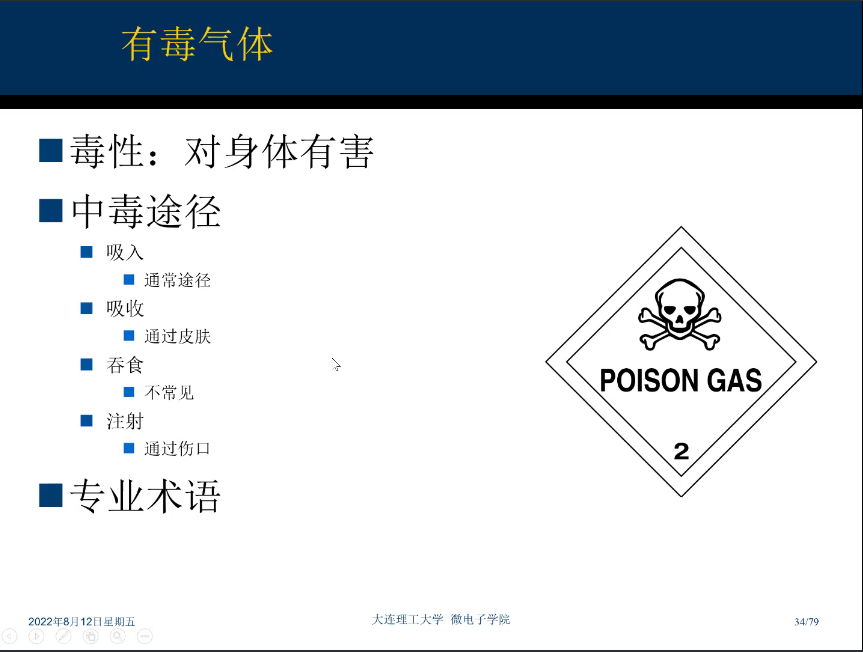 有毒气体
毒性：对身体有害
中毒途径
吸入
通常途径
吸收
通过皮肤
吞食
不常见
注射
通过伤口
专业术语
POISON GAS
2
2022年8月12日星期五
大连理工大学 微电子学院
34/79